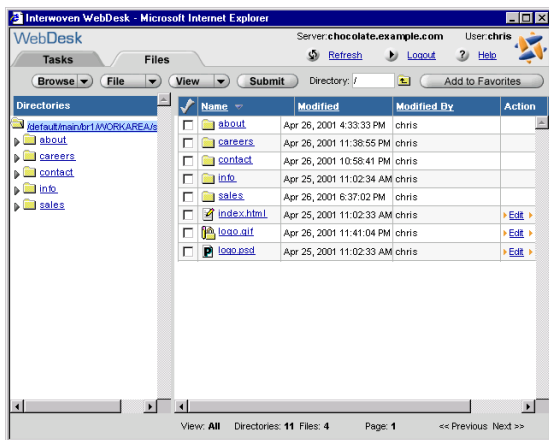 Interwoven WebDesk - Microsoft Internet Explorer
WebDesk
Server:chocolate.example.com User:chris
Refresh Logout Help
Tasks Files
Browse File View Submit Directory: / Add to Favorites
Directories
Name Modified Modified By Action
/default/main/br1/WORKAREA/s
about
careers
contact
info
sales
about Apr 26, 2001 4:33:33 PM chris
careers Apr 26, 2001 11:38:55 PM chris
contact Apr 26, 2001 10:58:41 PM chris
info Apr 25, 2001 11:02:34 AM chris
sales Apr 26, 2001 6:37:02 PM chris
index.html Apr 25, 2001 11:02:33 AM chris Edit
logo.gif Apr 26, 2001 11:41:04 PM chris Edit
logo.psd Apr 25, 2001 11:02:33 AM chris Edit
View: All Directories: 11 Files: 4 Page: 1 << Previous Next >>